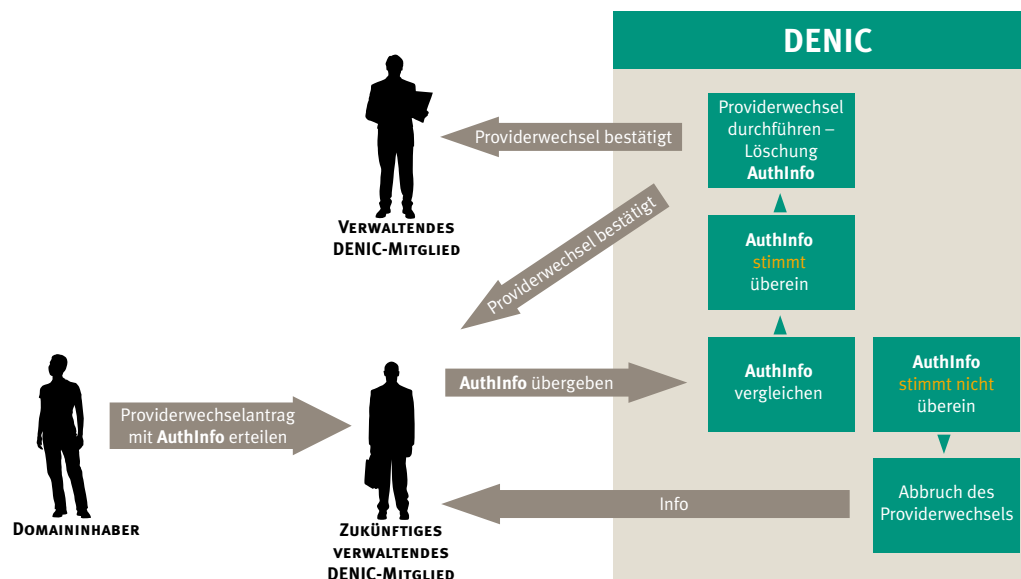 DENIC
Providerwechsel
durchführen –
Löschung
AuthInfo
Providerwechsel bestätigt
VERWALTENDES
DENIC-MITGLIED
Providerwechsel bestätigt
AuthInfo
stimmt
überein
AuthInfo übergeben
AuthInfo
vergleichen
AuthInfo
stimmt nicht
überein
Providerwechselantrag
mit AuthInfo erteilen
Info
Abbruch des
Providerwechsels
DOMAININHABER
ZUKÜNFTIGES
VERWALTENDES
DENIC-MITGLIED